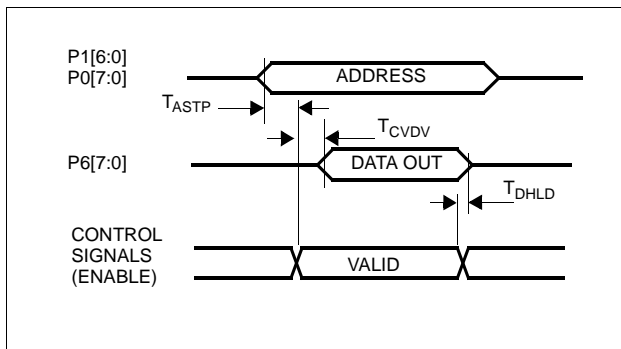 P1[6:0]
P0[7:0]
ADDRESS
TASTP
TCVDV
P6[7:0]
DATA OUT
TDHLD
CONTROL
SIGNALS
(ENABLE)
VALID